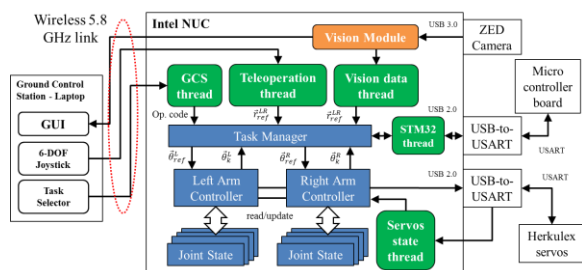 Wireless 5.8
GHz link
Intel NUC
USB 3.0
ZED
Camera
Vision Module
Ground Control
Station - Laptop
GUI
6-DOF
Joystick
Task
Selector
GCS
thread
Teleoperation
thread
Vision data
thread
Op. code
r⃗_ref^LR
r⃗_ref^LR
Task Manager
STM32
thread
USB 2.0
USB-to-
USART
Micro
controller
board
USART
θ⃗_ref^L
θ⃗_k^L
θ⃗_ref^R
θ⃗_k^R
Left Arm
Controller
Right Arm
Controller
USB 2.0
USB-to-
USART
USART
read/update
Servos
state
thread
Herkulex
servos
Joint State
Joint State